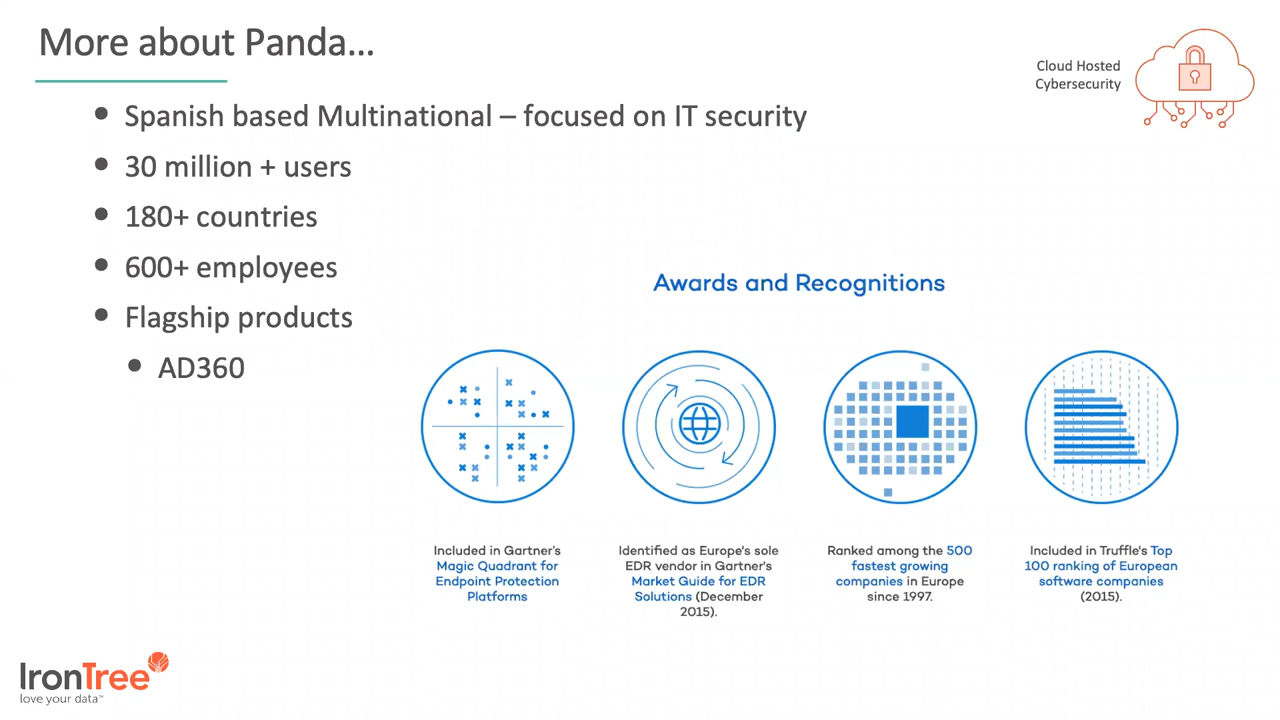 More about Panda...
Cloud Hosted
Cybersecurity
• Spanish based Multinational – focused on IT security
• 30 million + users
• 180+ countries
• 600+ employees
• Flagship products
• AD360
Awards and Recognitions
Included in Gartner's
Magic Quadrant for
Endpoint Protection
Platforms
Identified as Europe's sole
EDR vendor in Gartner's
Market Guide for EDR
Solutions (December
2015).
Ranked among the 500
fastest growing
companies in Europe
since 1997.
Included in Truffle's Top
100 ranking of European
software companies
(2015).
IronTree
love your data™